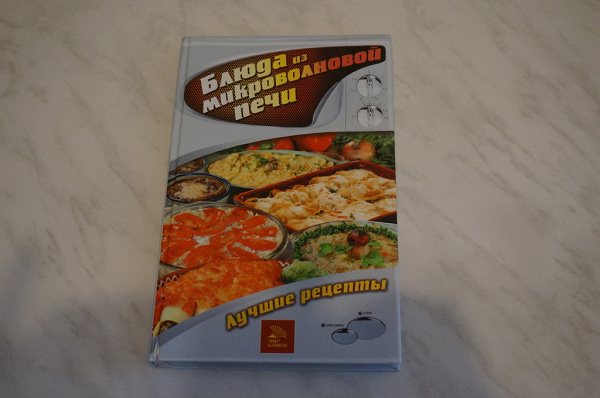 Блюда из
микроволновой
печи
Лучшие рецепты